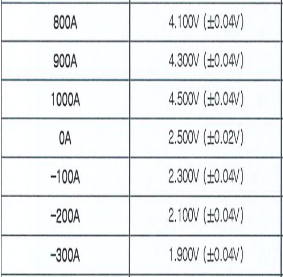 800A 4.100V (±0.04V)
900A 4.300V (±0.04V)
1000A 4.500V (±0.04V)
0A 2.500V (±0.02V)
-100A 2.300V (±0.04V)
-200A 2.100V (±0.04V)
-300A 1.900V (±0.04V)